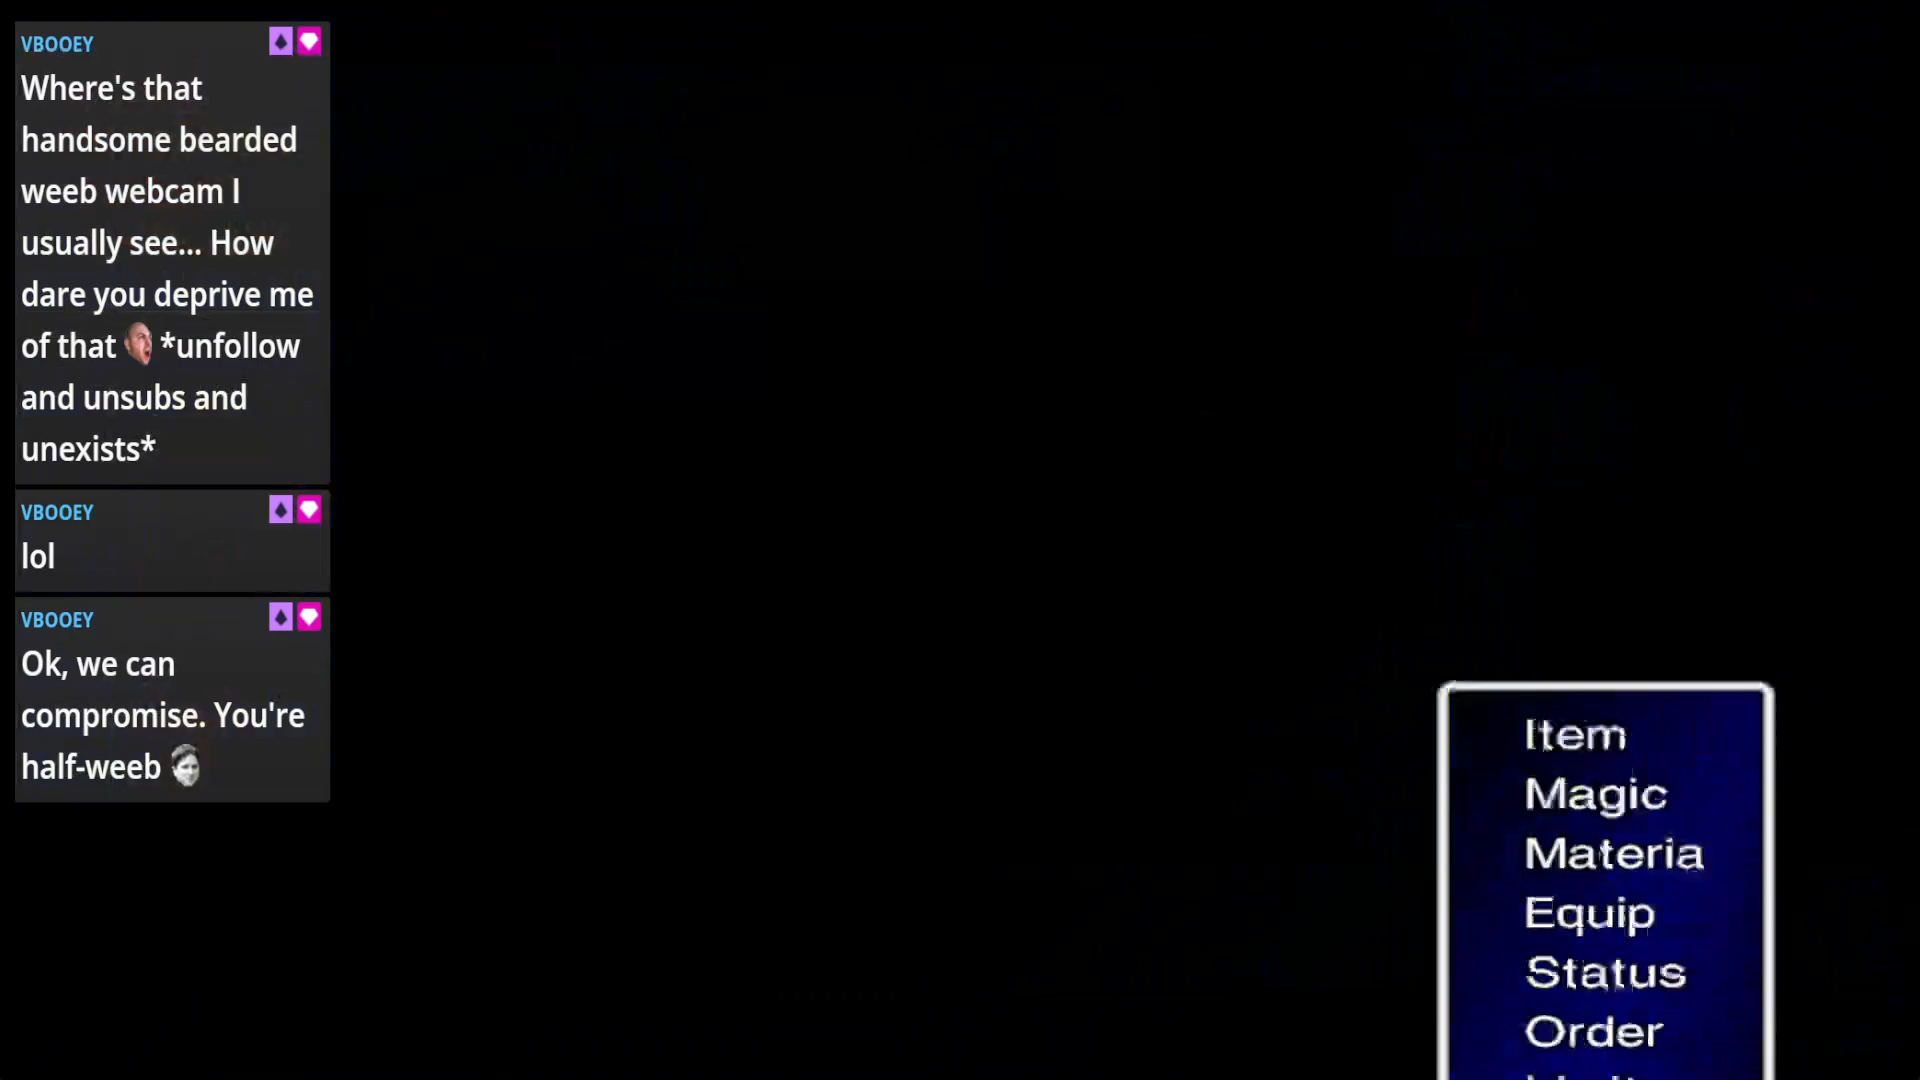 VBOOEY
Where's that
handsome bearded
weeb webcam I
usually see... How
dare you deprive me
of that *unfollow
and unsubs and
unexists*
VBOOEY
lol
VBOOEY
Ok, we can
compromise. You're
half-weeb
Item
Magic
Materia
Equip
Status
Order